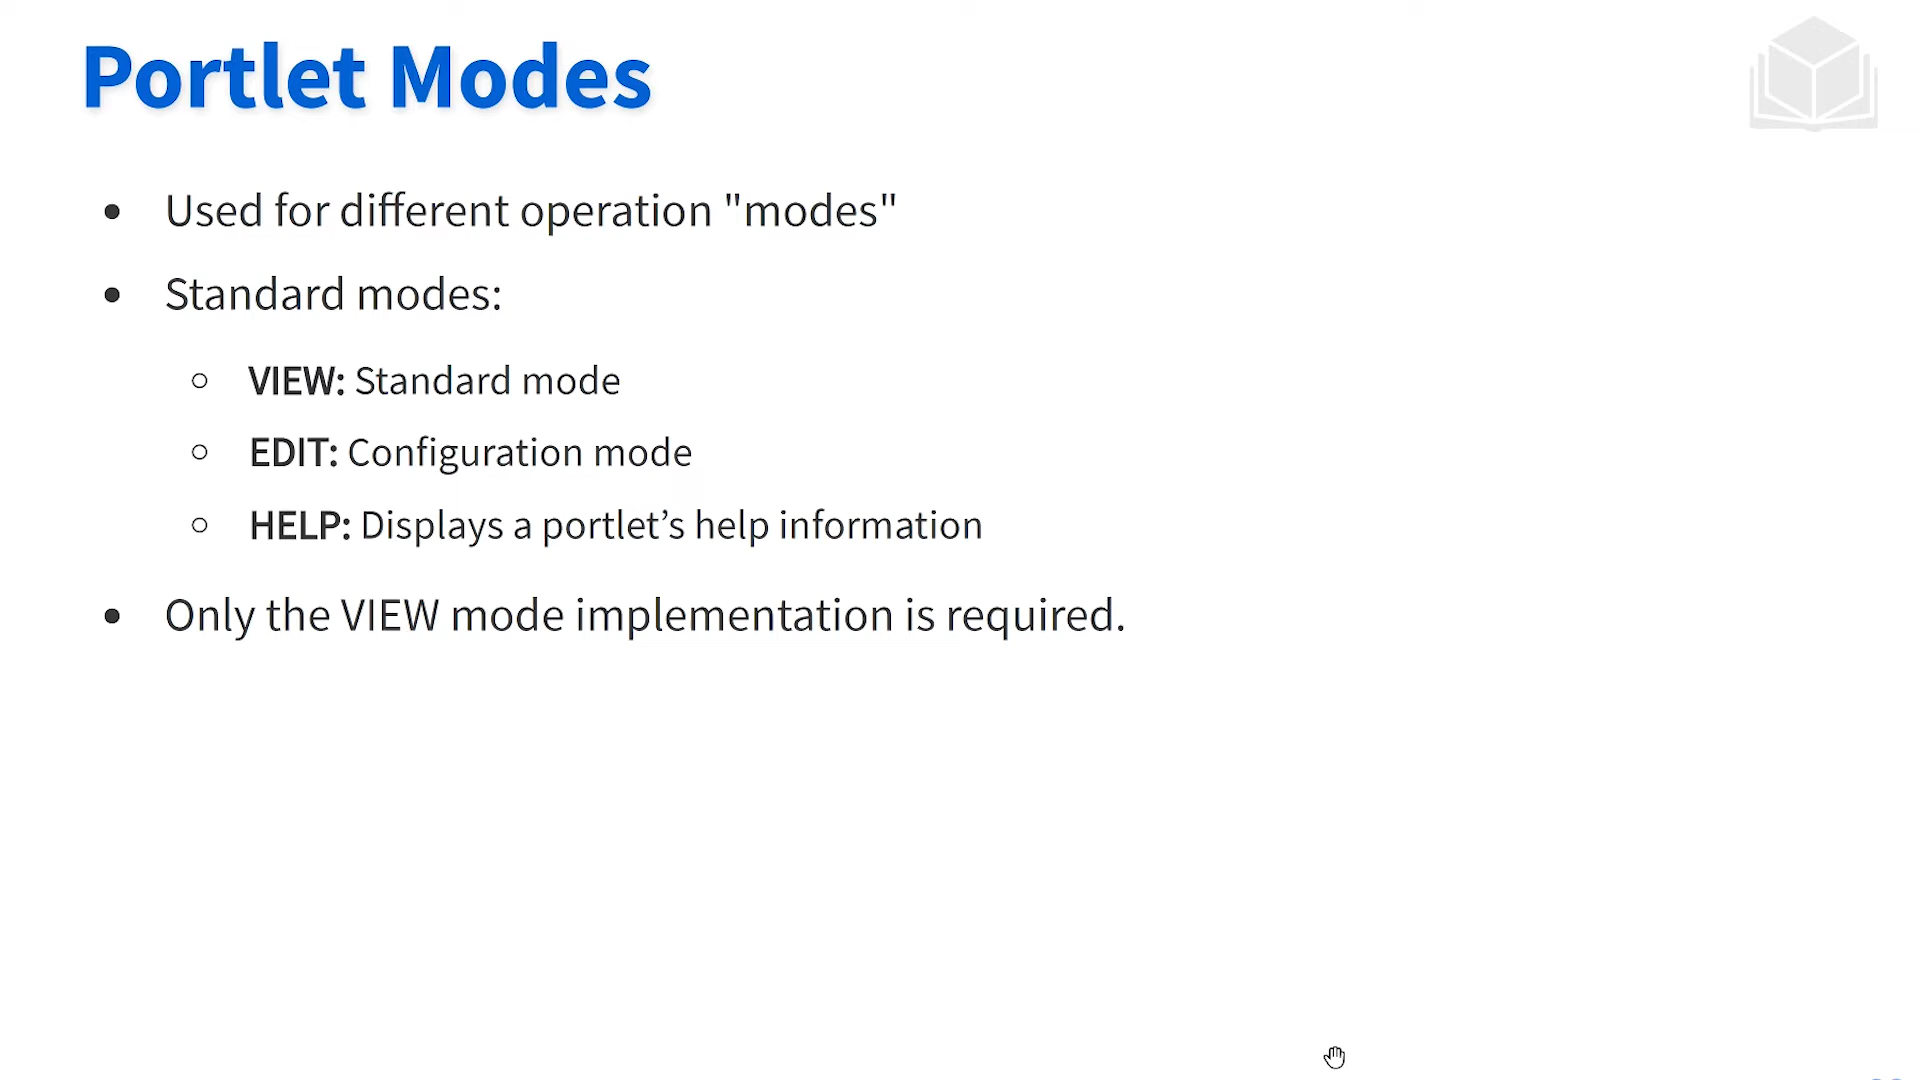 Portlet Modes
Used for different operation "modes"
Standard modes:
VIEW: Standard mode
EDIT: Configuration mode
HELP: Displays a portlet’s help information
Only the VIEW mode implementation is required.